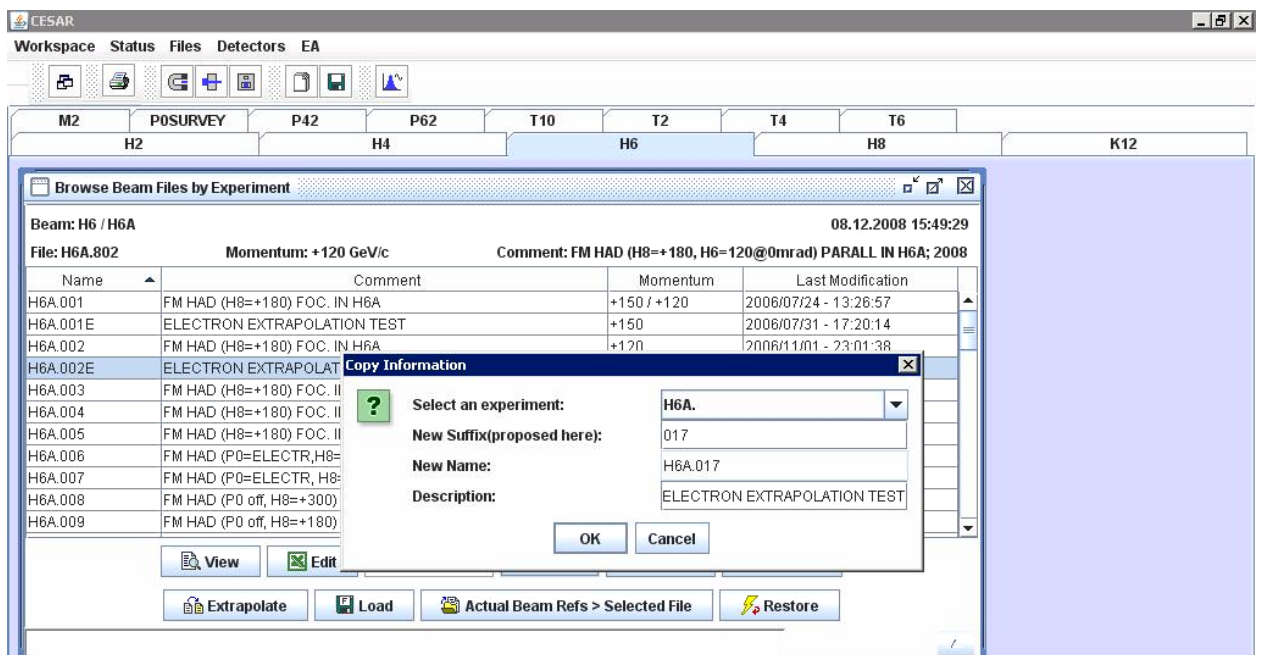 CESAR
Workspace Status Files Detectors EA
M2 P0SURVEY P42 P62 T10 T2 T4 T6
H2 H4 H6 H8 K12
Browse Beam Files by Experiment
Beam: H6 / H6A 08.12.2008 15:49:29
File: H6A.802 Momentum: +120 GeV/c Comment: FM HAD (H8=+180, H6=120@0mrad) PARALL IN H6A; 2008
Name Comment Momentum Last Modification
H6A.001 FM HAD (H8=+180) FOC. IN H6A +150 / +120 2006/07/24 - 13:26:57
H6A.001E ELECTRON EXTRAPOLATION TEST +150 2006/07/31 - 17:20:14
H6A.002 FM HAD (H8=+180) FOC. IN H6A +120 2006/11/01 - 23:01:38
H6A.002E ELECTRON EXTRAPOLAT
H6A.003 FM HAD (H8=+180) FOC. I
H6A.004 FM HAD (H8=+180) FOC. I
H6A.005 FM HAD (H8=+180) FOC. I
H6A.006 FM HAD (P0=ELECTR,H8=
H6A.007 FM HAD (P0=ELECTR, H8
H6A.008 FM HAD (P0 off, H8=+300)
H6A.009 FM HAD (P0 off, H8=+180)
Copy Information
?
Select an experiment: H6A.
New Suffix(proposed here): 017
New Name: H6A.017
Description: ELECTRON EXTRAPOLATION TEST
OK Cancel
View Edit
Extrapolate Load Actual Beam Refs > Selected File Restore